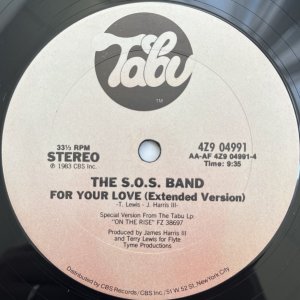 Tabu
TM
33⅓ RPM
STEREO
℗ 1983 CBS Inc.
4Z9 04991
AA-AF 4Z9 04991-4
Time: 9:35
THE S.O.S. BAND
FOR YOUR LOVE (Extended Version)
-T. Lewis - J. Harris III-
Special Version From The Tabu Lp:
"ON THE RISE" FZ 38697
Produced by James Harris III
and Terry Lewis for Flyte
Tyme Productions
Distributed by CBS Records/CBS Inc/51 W. 52 St., New York City